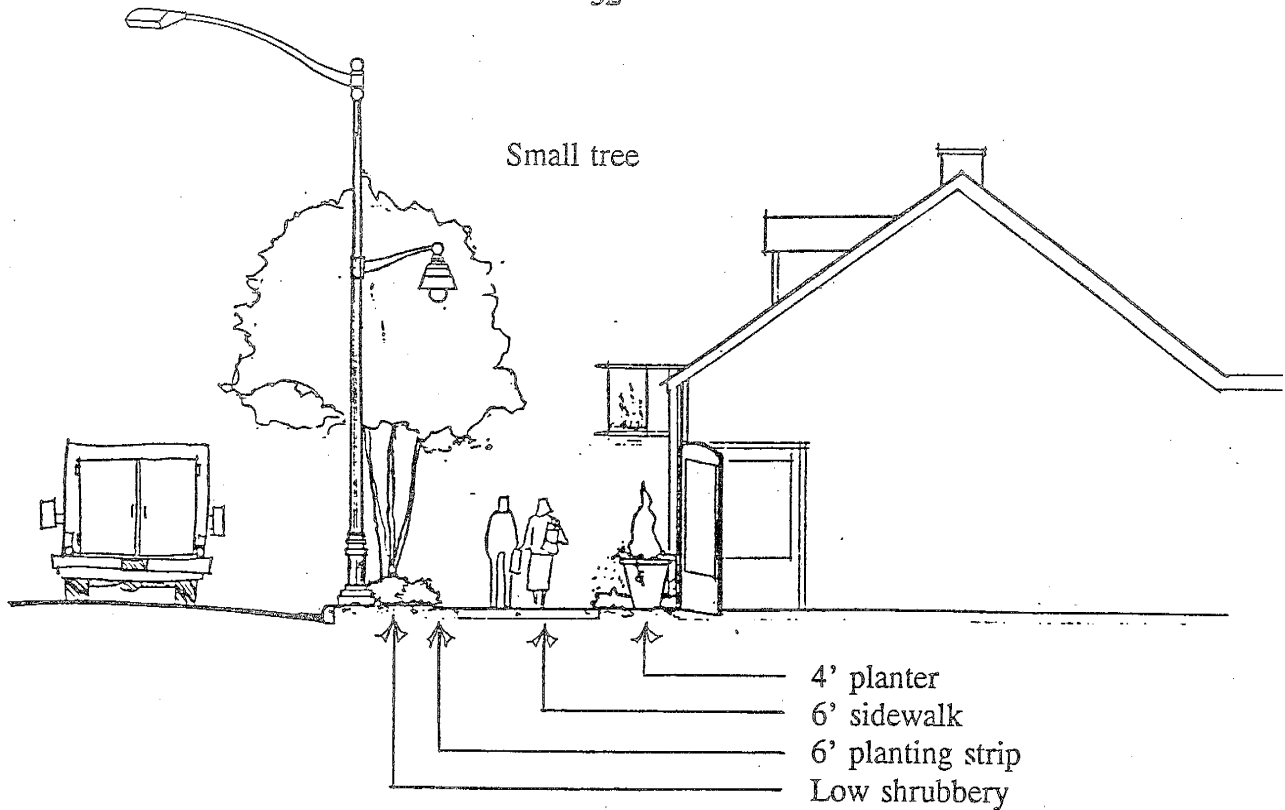 Small tree
4' planter
6' sidewalk
6' planting strip
Low shrubbery